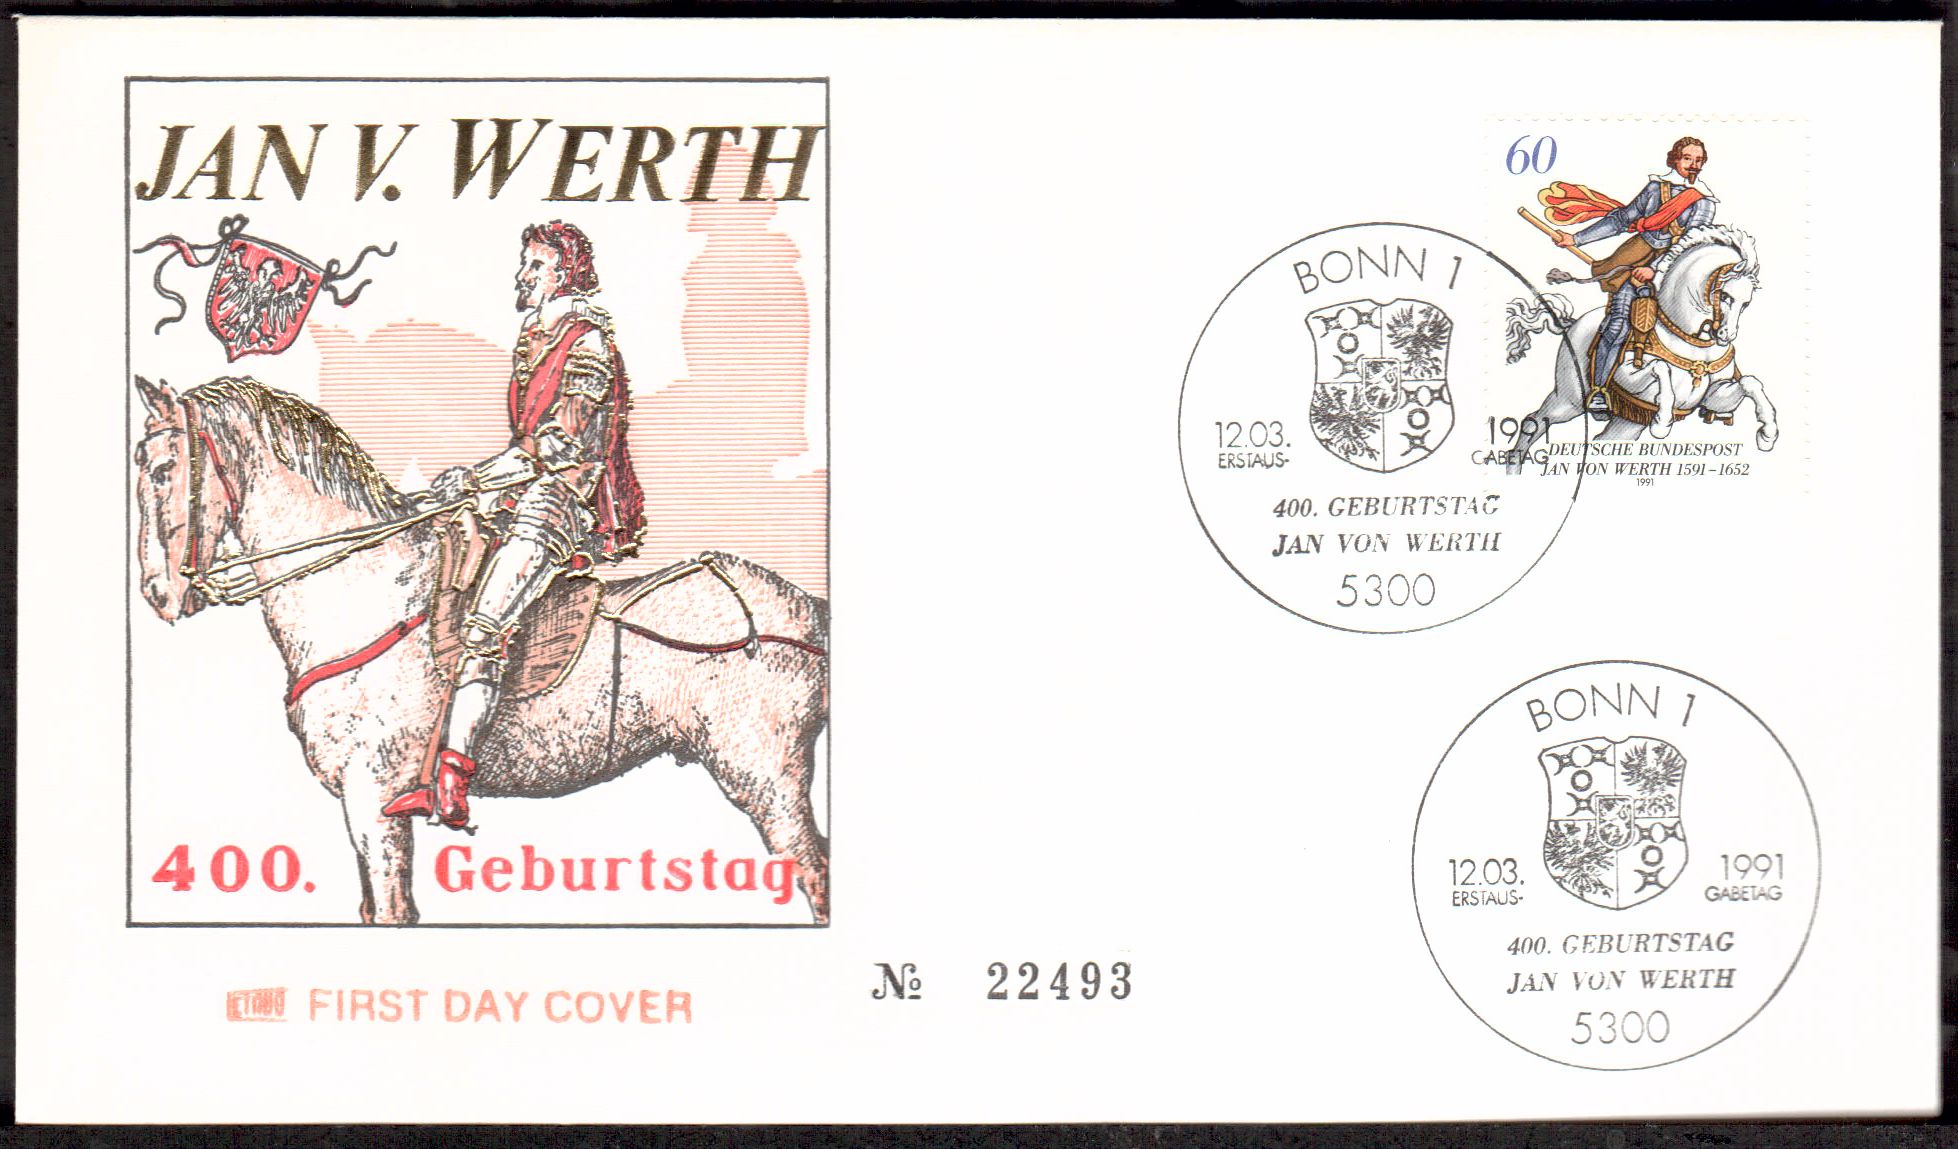 JAN V. WERTH
400. Geburtstag
FIRST DAY COVER
№ 22493
60
DEUTSCHE BUNDESPOST
JAN VON WERTH 1591–1652
1991
BONN 1
12.03. 1991
ERSTAUS- GABETAG
400. GEBURTSTAG
JAN VON WERTH
5300
BONN 1
12.03. 1991
ERSTAUS- GABETAG
400. GEBURTSTAG
JAN VON WERTH
5300